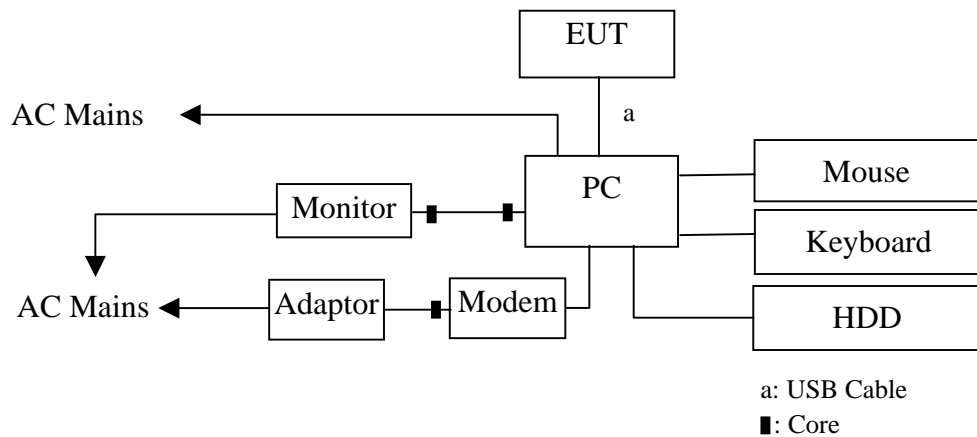 EUT
AC Mains
a
PC
Mouse
Monitor
Keyboard
AC Mains
Adaptor
Modem
HDD
a: USB Cable
: Core